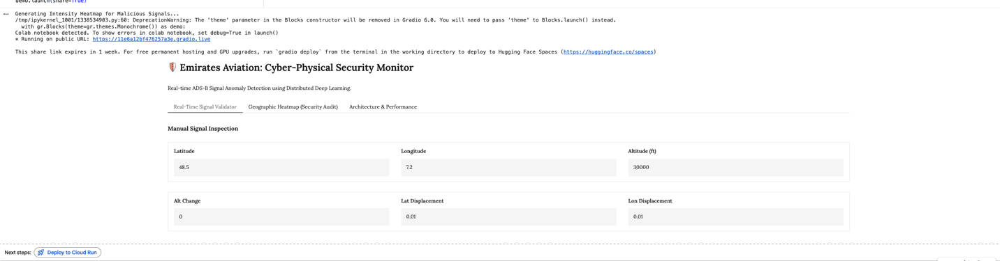 demo.launch(share=True)
Generating Intensity Heatmap for Malicious Signals...
/tmp/ipykernel_1001/1338534903.py:60: DeprecationWarning: The 'theme' parameter in the Blocks constructor will be removed in Gradio 6.0. You will need to pass 'theme' to Blocks.launch() instead.
with gr.Blocks(theme=gr.themes.Monochrome()) as demo:
Colab notebook detected. To show errors in colab notebook, set debug=True in launch()
* Running on public URL: https://11e6a12bf476257a3e.gradio.live
This share link expires in 1 week. For free permanent hosting and GPU upgrades, run `gradio deploy` from the terminal in the working directory to deploy to Hugging Face Spaces (https://huggingface.co/spaces)
Emirates Aviation: Cyber-Physical Security Monitor
Real-time ADS-B Signal Anomaly Detection using Distributed Deep Learning.
Real-Time Signal Validator Geographic Heatmap (Security Audit) Architecture & Performance
Manual Signal Inspection
Latitude Longitude Altitude (ft)
48.5 7.2 30000
Alt Change Lat Displacement Lon Displacement
0 0.01 0.01
Next steps: Deploy to Cloud Run